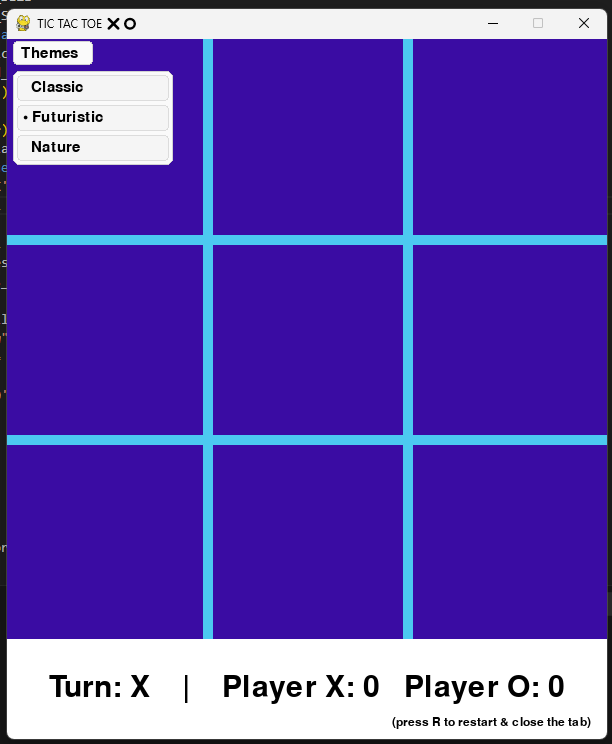 TIC TAC TOE ❌⭕
Themes
Classic
• Futuristic
Nature
Turn: X | Player X: 0 Player O: 0
(press R to restart & close the tab)